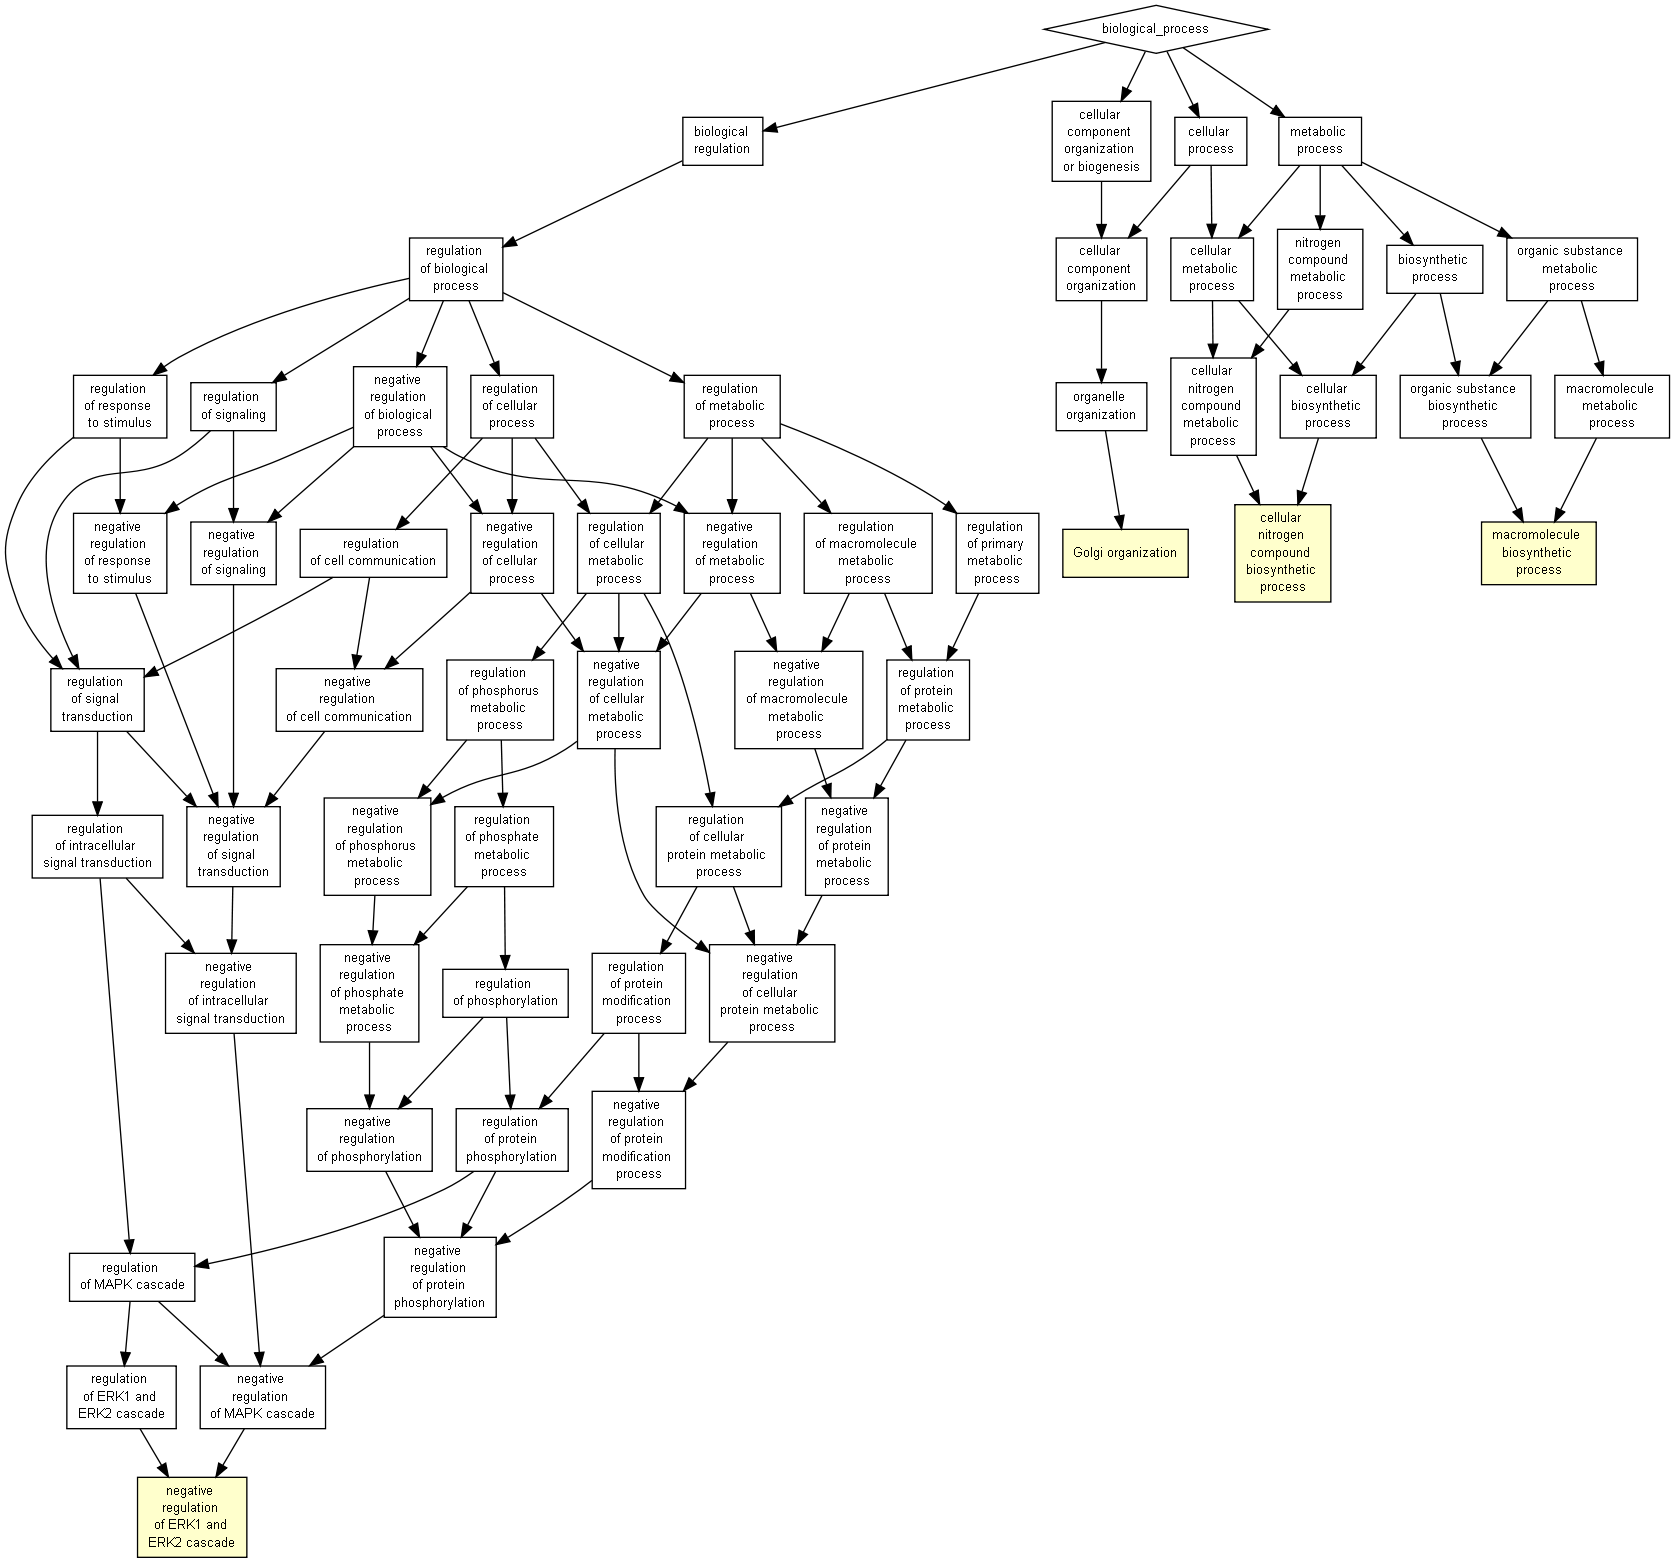 biological_process
biological
regulation
cellular
component
organization
or biogenesis
cellular
process
metabolic
process
regulation
of biological
process
cellular
component
organization
cellular
metabolic
process
nitrogen
compound
metabolic
process
biosynthetic
process
organic substance
metabolic
process
regulation
of response
to stimulus
regulation
of signaling
negative
regulation
of biological
process
regulation
of cellular
process
regulation
of metabolic
process
organelle
organization
cellular
nitrogen
compound
metabolic
process
cellular
biosynthetic
process
organic substance
biosynthetic
process
macromolecule
metabolic
process
negative
regulation
of response
to stimulus
negative
regulation
of signaling
regulation
of cell communication
negative
regulation
of cellular
process
regulation
of cellular
metabolic
process
negative
regulation
of metabolic
process
regulation
of macromolecule
metabolic
process
regulation
of primary
metabolic
process
Golgi organization
cellular
nitrogen
compound
biosynthetic
process
macromolecule
biosynthetic
process
regulation
of signal
transduction
negative
regulation
of cell communication
regulation
of phosphorus
metabolic
process
negative
regulation
of cellular
metabolic
process
negative
regulation
of macromolecule
metabolic
process
regulation
of protein
metabolic
process
regulation
of intracellular
signal transduction
negative
regulation
of signal
transduction
negative
regulation
of phosphorus
metabolic
process
regulation
of phosphate
metabolic
process
regulation
of cellular
protein metabolic
process
negative
regulation
of protein
metabolic
process
negative
regulation
of intracellular
signal transduction
negative
regulation
of phosphate
metabolic
process
regulation
of phosphorylation
regulation
of protein
modification
process
negative
regulation
of cellular
protein metabolic
process
negative
regulation
of phosphorylation
regulation
of protein
phosphorylation
negative
regulation
of protein
modification
process
regulation
of MAPK cascade
negative
regulation
of protein
phosphorylation
regulation
of ERK1 and
ERK2 cascade
negative
regulation
of MAPK cascade
negative
regulation
of ERK1 and
ERK2 cascade